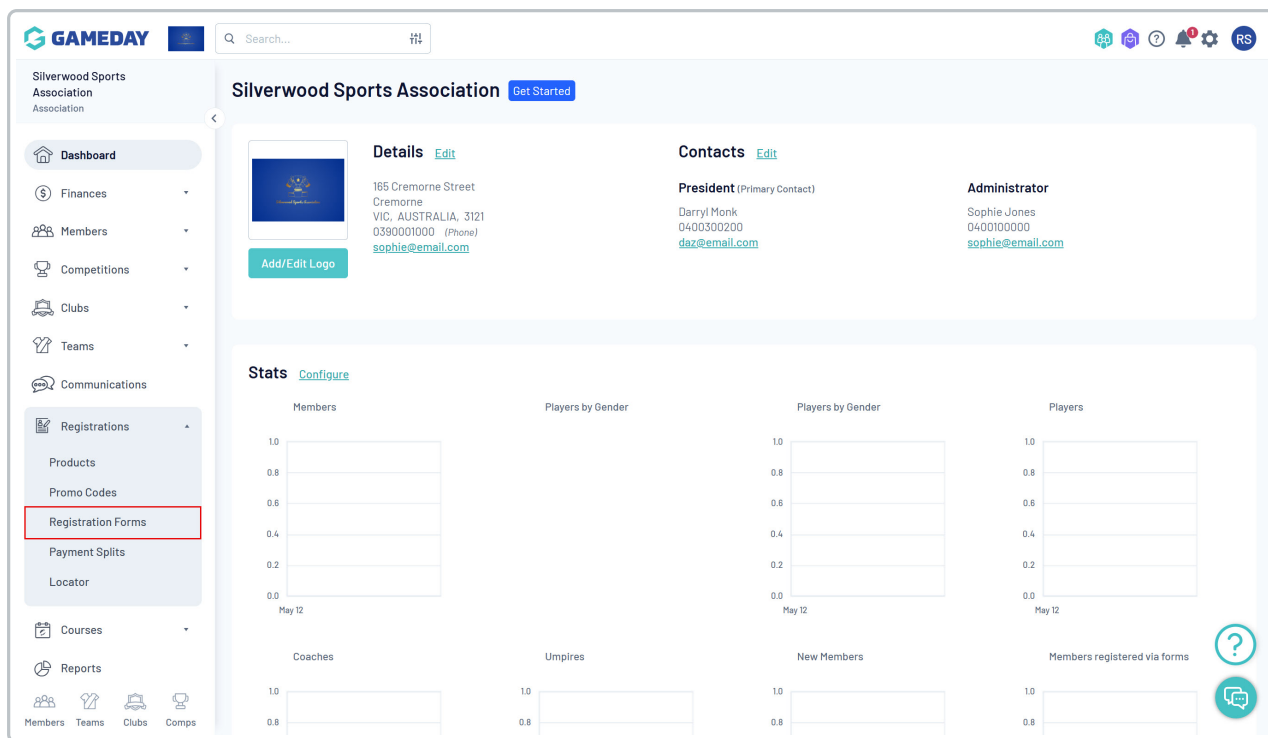 GAMEDAY
Search...
1
RS
Silverwood Sports
Association
Association
Dashboard
Finances
Members
Competitions
Clubs
Teams
Communications
Registrations
Products
Promo Codes
Registration Forms
Payment Splits
Locator
Courses
Reports
Members Teams Clubs Comps
Silverwood Sports Association Get Started
Details Edit
165 Cremorne Street
Cremorne
VIC, AUSTRALIA, 3121
0390001000 (Phone)
sophie@email.com
Add/Edit Logo
Contacts Edit
President (Primary Contact)
Darryl Monk
0400300200
daz@email.com
Administrator
Sophie Jones
0400100000
sophie@email.com
Stats Configure
Members
1.0
0.8
0.6
0.4
0.2
0.0
May 12
Players by Gender
Players by Gender
1.0
0.8
0.6
0.4
0.2
0.0
May 12
Players
1.0
0.8
0.6
0.4
0.2
0.0
May 12
Coaches
1.0
0.8
Umpires
1.0
0.8
New Members
1.0
0.8
Members registered via forms
1.0
0.8